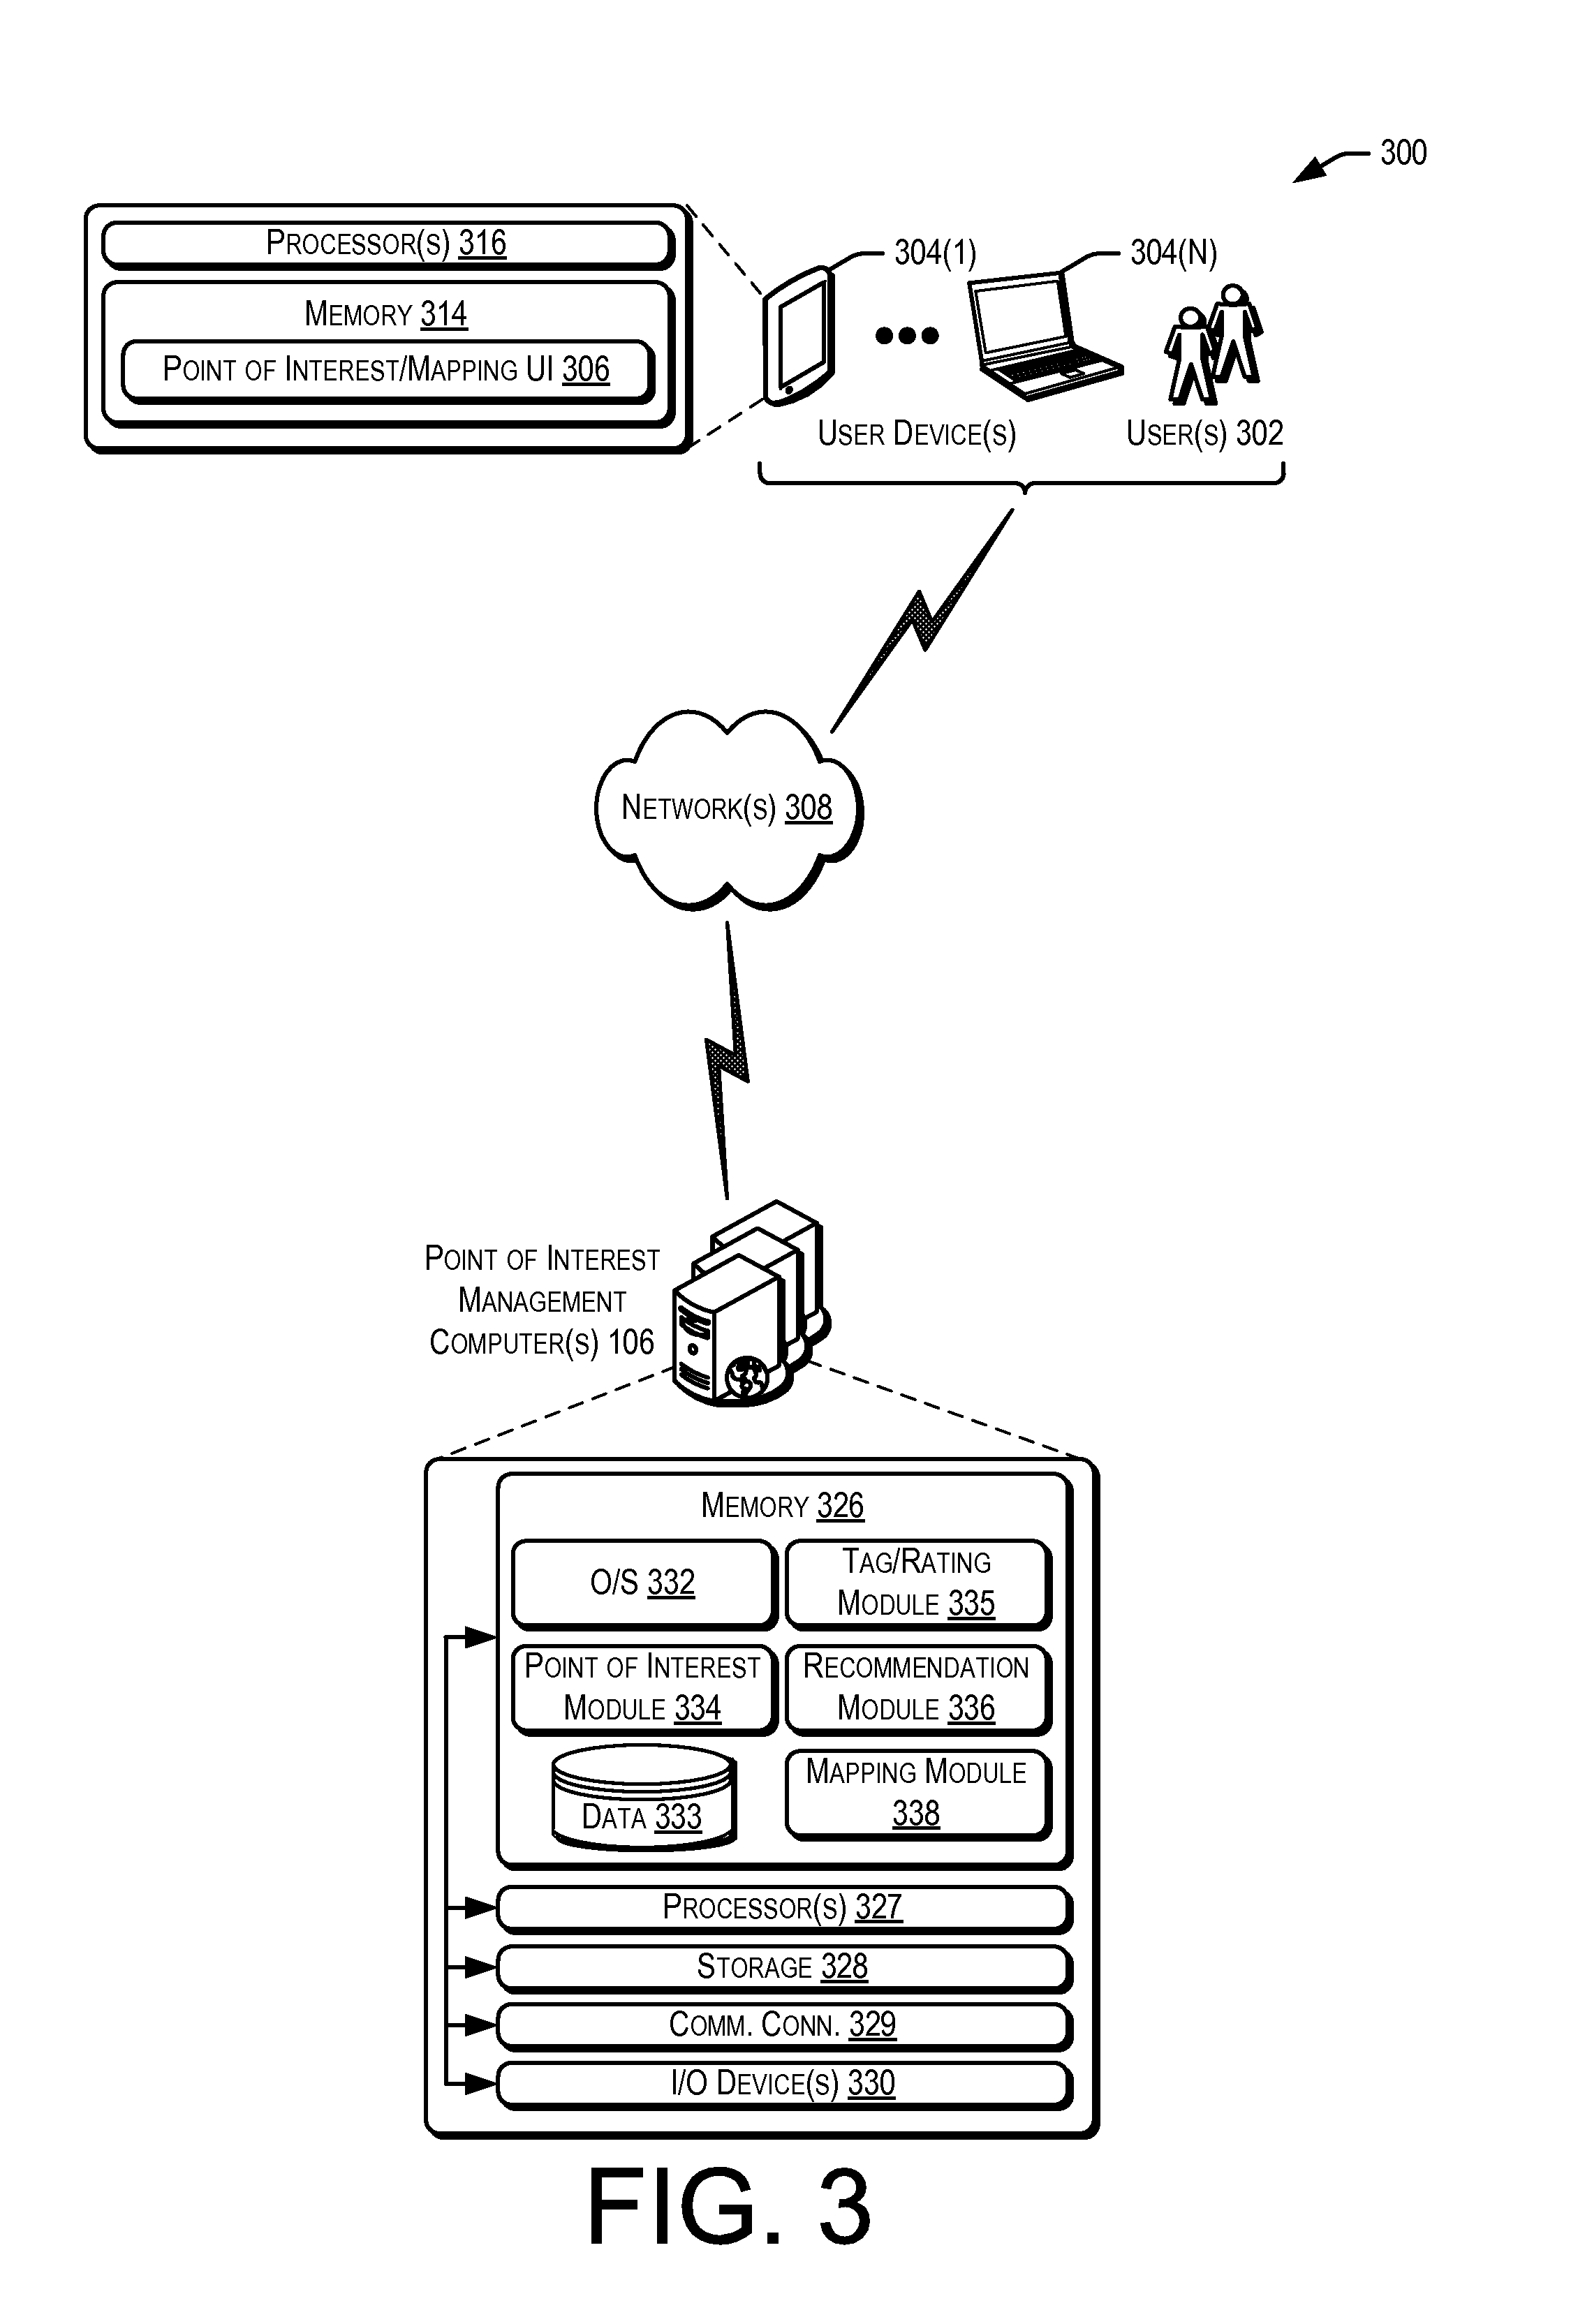 300
Processor(s) 316
304(1)
304(N)
Memory 314
Point of Interest/Mapping UI 306
User Device(s)
User(s) 302
Network(s) 308
Point of Interest
Management
Computer(s) 106
Memory 326
O/S 332
Tag/Rating
Module 335
Point of Interest
Module 334
Recommendation
Module 336
Data 333
Mapping Module
338
Processor(s) 327
Storage 328
Comm. Conn. 329
I/O Device(s) 330
FIG. 3